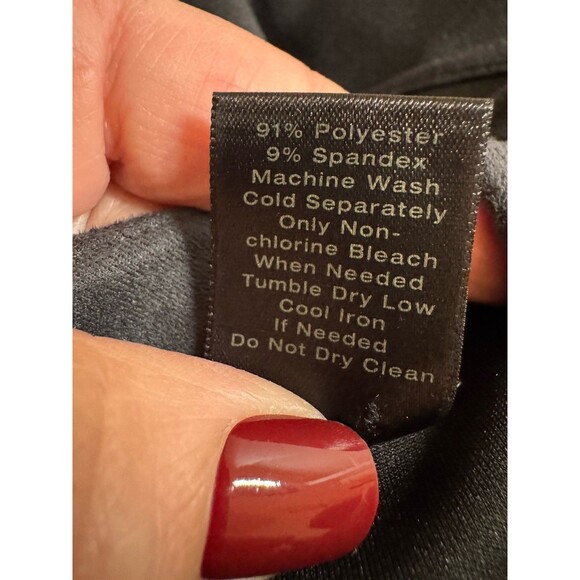 91% Polyester
9% Spandex
Machine Wash
Cold Separately
Only Non-
chlorine Bleach
When Needed
Tumble Dry Low
Cool Iron
If Needed
Do Not Dry Clean